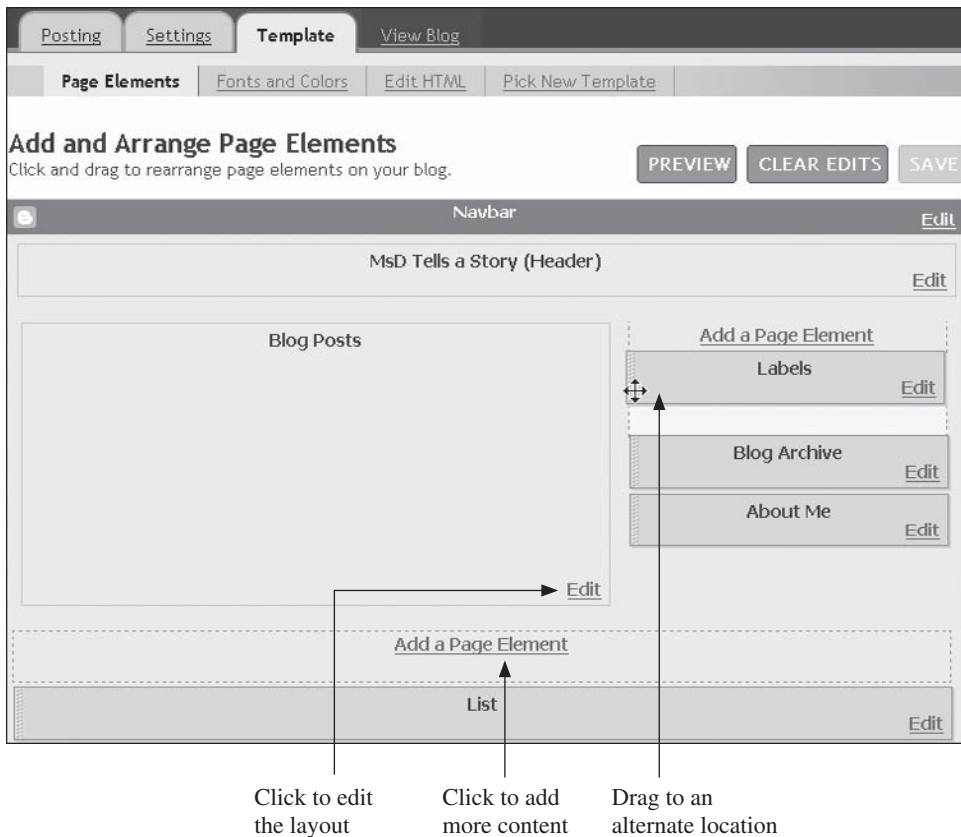 Posting Settings Template View Blog
Page Elements Fonts and Colors Edit HTML Pick New Template
Add and Arrange Page Elements
Click and drag to rearrange page elements on your blog.
PREVIEW CLEAR EDITS SAVE
Navbar
Edit
MsD Tells a Story (Header)
Edit
Blog Posts
Edit
Add a Page Element
Labels
Edit
Blog Archive
Edit
About Me
Edit
Add a Page Element
List
Edit
Click to edit
the layout
Click to add
more content
Drag to an
alternate location